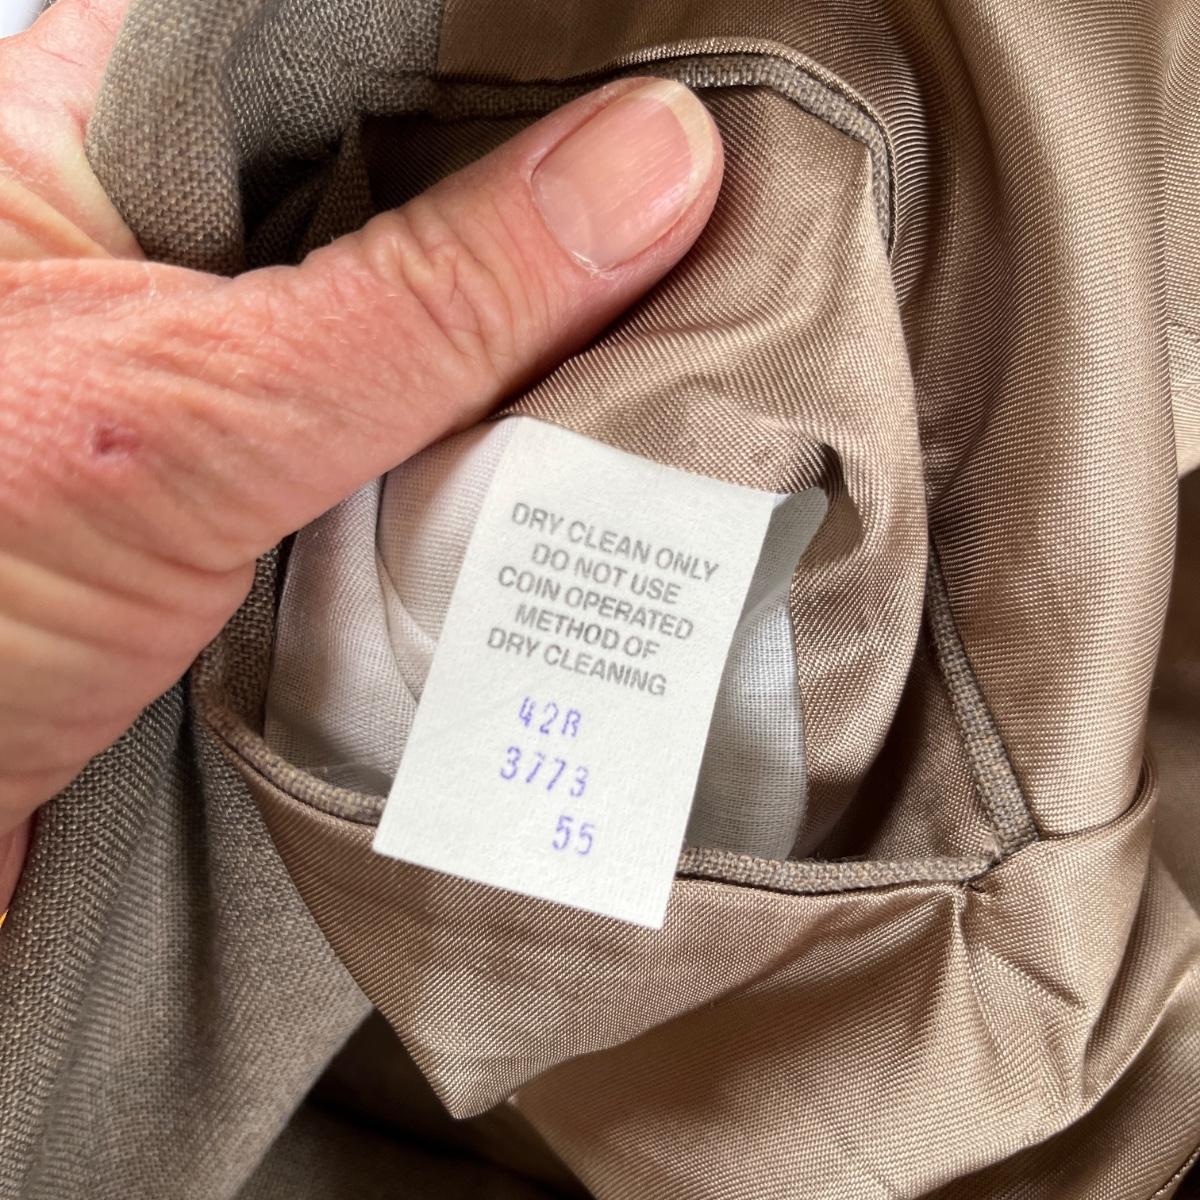 DRY CLEAN ONLY
DO NOT USE
COIN OPERATED
METHOD OF
DRY CLEANING
42R
3773
55